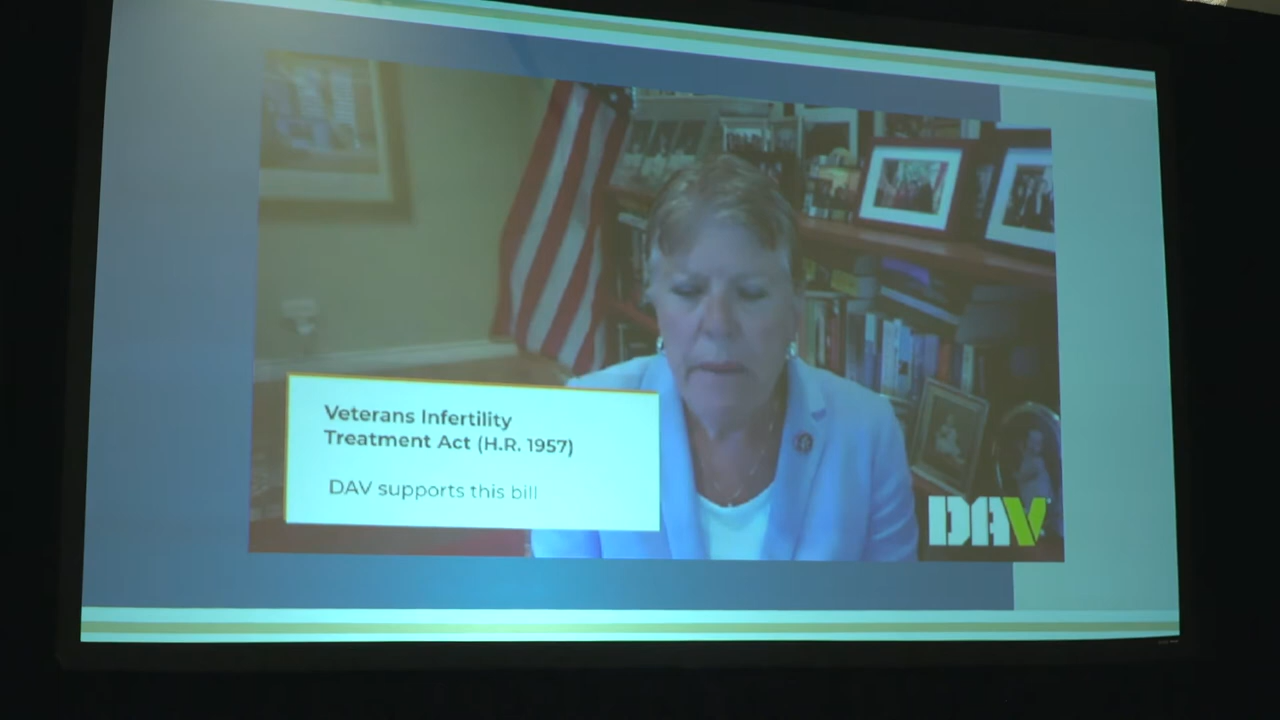 Veterans Infertility
Treatment Act (H.R. 1957)
DAV supports this bill
DAV